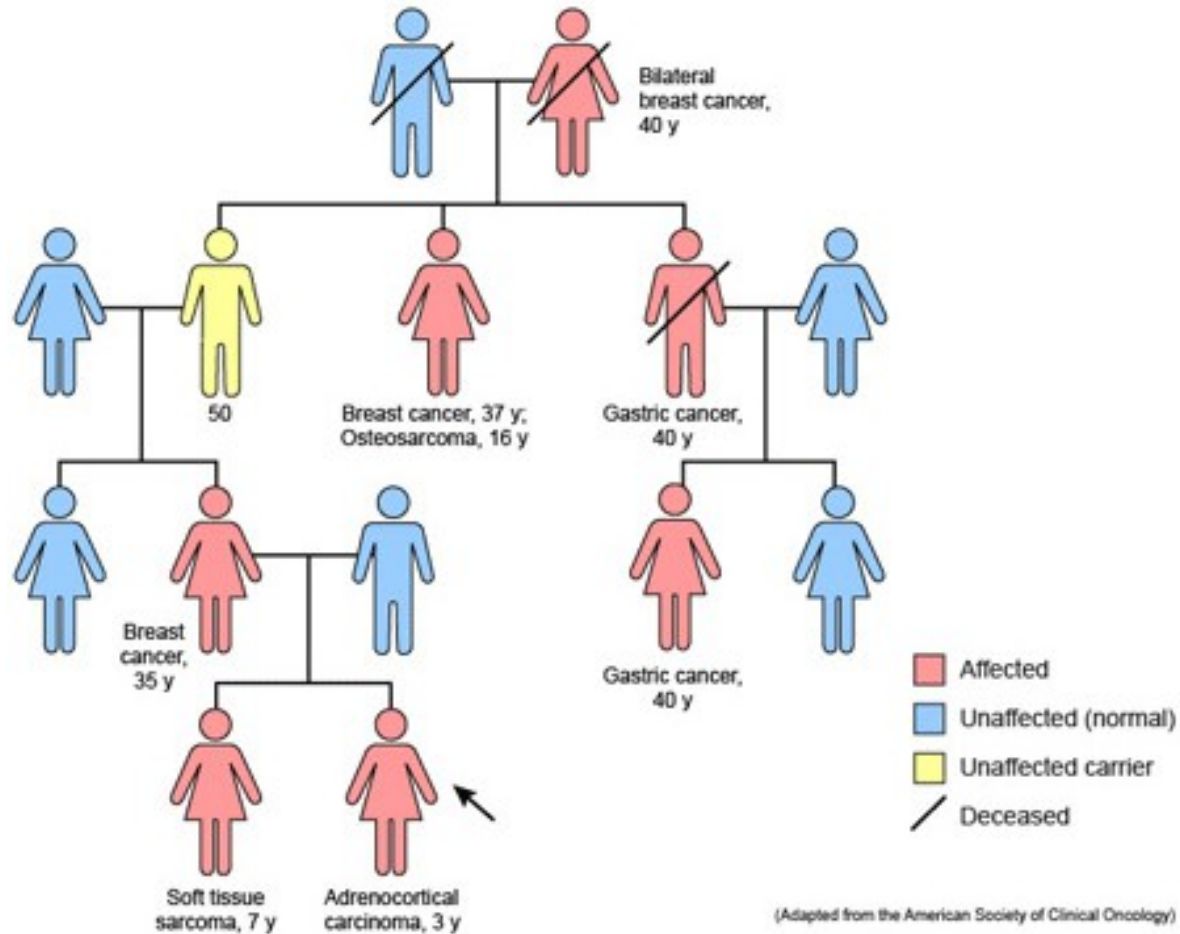 Bilateral
breast cancer,
40 y
50
Breast cancer, 37 y;
Osteosarcoma, 16 y
Gastric cancer,
40 y
Breast
cancer,
35 y
Gastric cancer,
40 y
Affected
Unaffected (normal)
Unaffected carrier
Deceased
Soft tissue
sarcoma, 7 y
Adrenocortical
carcinoma, 3 y
(Adapted from the American Society of Clinical Oncology)